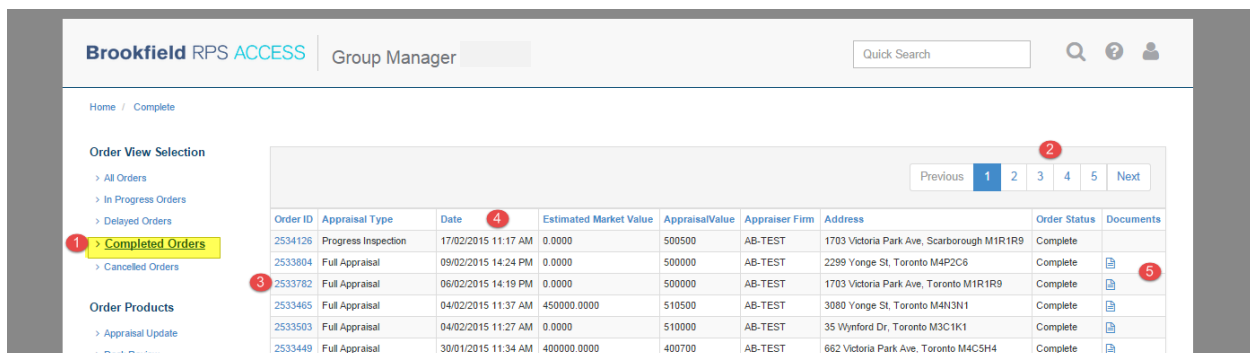 Brookfield RPS ACCESS
Group Manager
Quick Search
Home / Complete
Order View Selection
> All Orders
> In Progress Orders
> Delayed Orders
1 > Completed Orders
> Cancelled Orders
Order Products
> Appraisal Update
2
Previous 1 2 3 4 5 Next
Order ID Appraisal Type Date 4 Estimated Market Value AppraisalValue Appraiser Firm Address Order Status Documents
2534126 Progress Inspection 17/02/2015 11:17 AM 0.0000 500500 AB-TEST 1703 Victoria Park Ave, Scarborough M1R1R9 Complete
2533804 Full Appraisal 09/02/2015 14:24 PM 0.0000 500000 AB-TEST 2299 Yonge St, Toronto M4P2C6 Complete
3 2533782 Full Appraisal 06/02/2015 14:19 PM 0.0000 500000 AB-TEST 1703 Victoria Park Ave, Toronto M1R1R9 Complete 5
2533465 Full Appraisal 04/02/2015 11:37 AM 450000.0000 510500 AB-TEST 3080 Yonge St, Toronto M4N3N1 Complete
2533503 Full Appraisal 04/02/2015 11:27 AM 0.0000 510000 AB-TEST 35 Wynford Dr, Toronto M3C1K1 Complete
2533449 Full Appraisal 30/01/2015 11:34 AM 400000.0000 400700 AB-TEST 662 Victoria Park Ave, Toronto M4C5H4 Complete